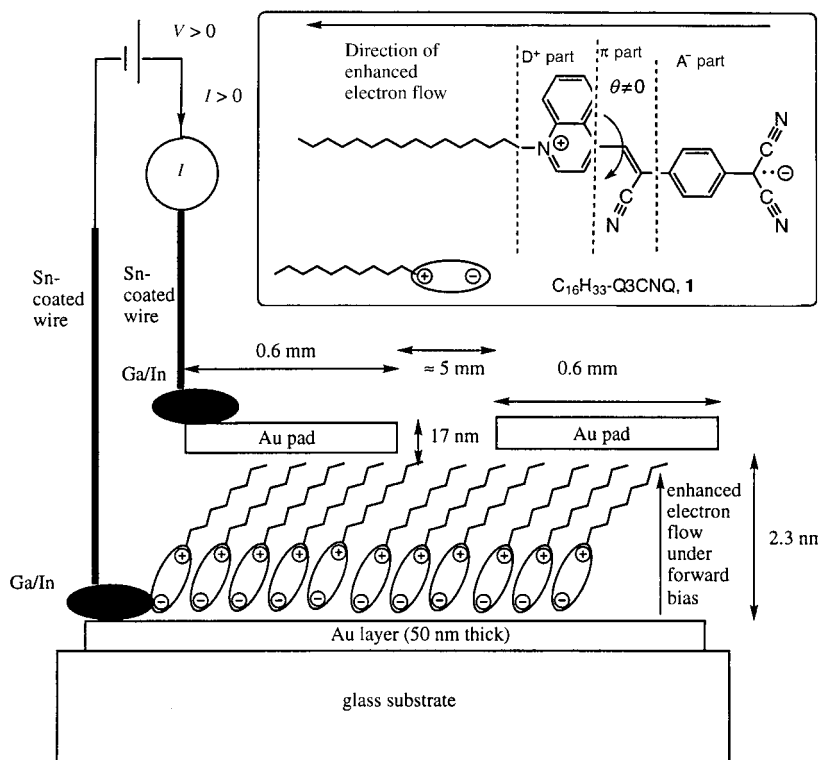 V > 0
I > 0
I
Direction of
enhanced
electron flow
D+ part
π part
A− part
θ≠0
N
⊕
C
N
C
N
C
N
⊖
⊕ ⊖
C16H33-Q3CNQ, 1
Sn-
coated
wire
Sn-
coated
wire
Ga/In
0.6 mm
≈ 5 mm
0.6 mm
Au pad
17 nm
Au pad
enhanced
electron
flow
under
forward
bias
2.3 nm
Ga/In
Au layer (50 nm thick)
glass substrate